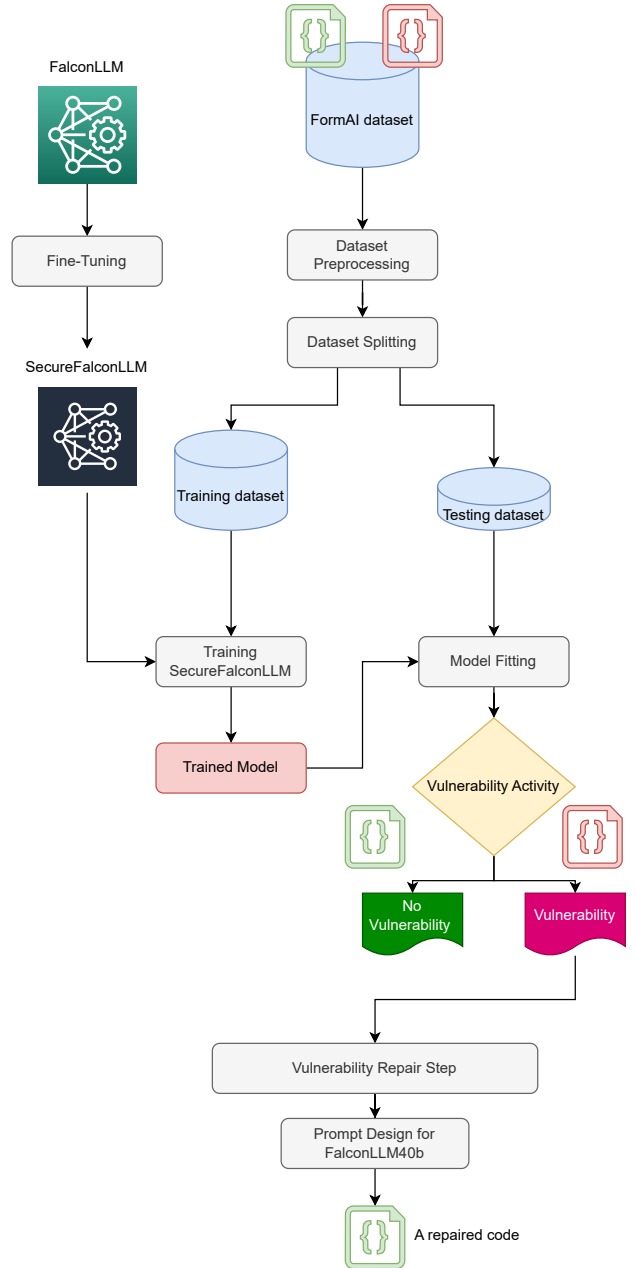 FalconLLM
FormAI dataset
Fine-Tuning
Dataset
Preprocessing
Dataset Splitting
SecureFalconLLM
Training dataset
Testing dataset
Training
SecureFalconLLM
Model Fitting
Trained Model
Vulnerability Activity
No
Vulnerability
Vulnerability
Vulnerability Repair Step
Prompt Design for
FalconLLM40b
A repaired code